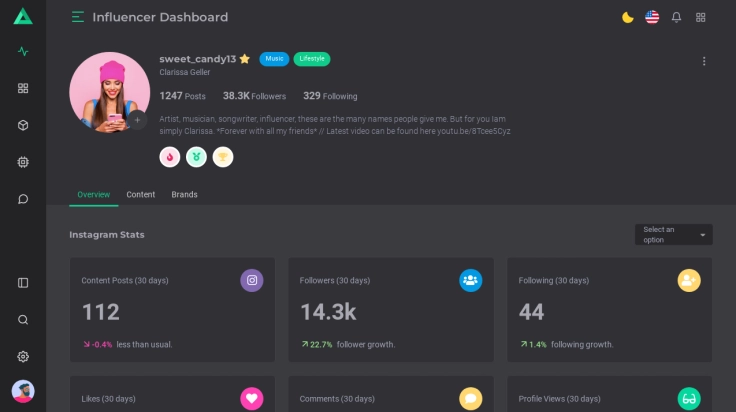 Influencer Dashboard
sweet_candy13 Music Lifestyle
Clarissa Geller
1247 Posts 38.3K Followers 329 Following
Artist, musician, songwriter, influencer, these are the many names people give me. But for you Iam
simply Clarissa. *Forever with all my friends* // Latest video can be found here youtu.be/8Tcee5Cyz
Overview Content Brands
Instagram Stats
Select an
option
Content Posts (30 days)
112
-0.4% less than usual.
Followers (30 days)
14.3k
22.7% follower growth.
Following (30 days)
44
1.4% following growth.
Likes (30 days)
Comments (30 days)
Profile Views (30 days)